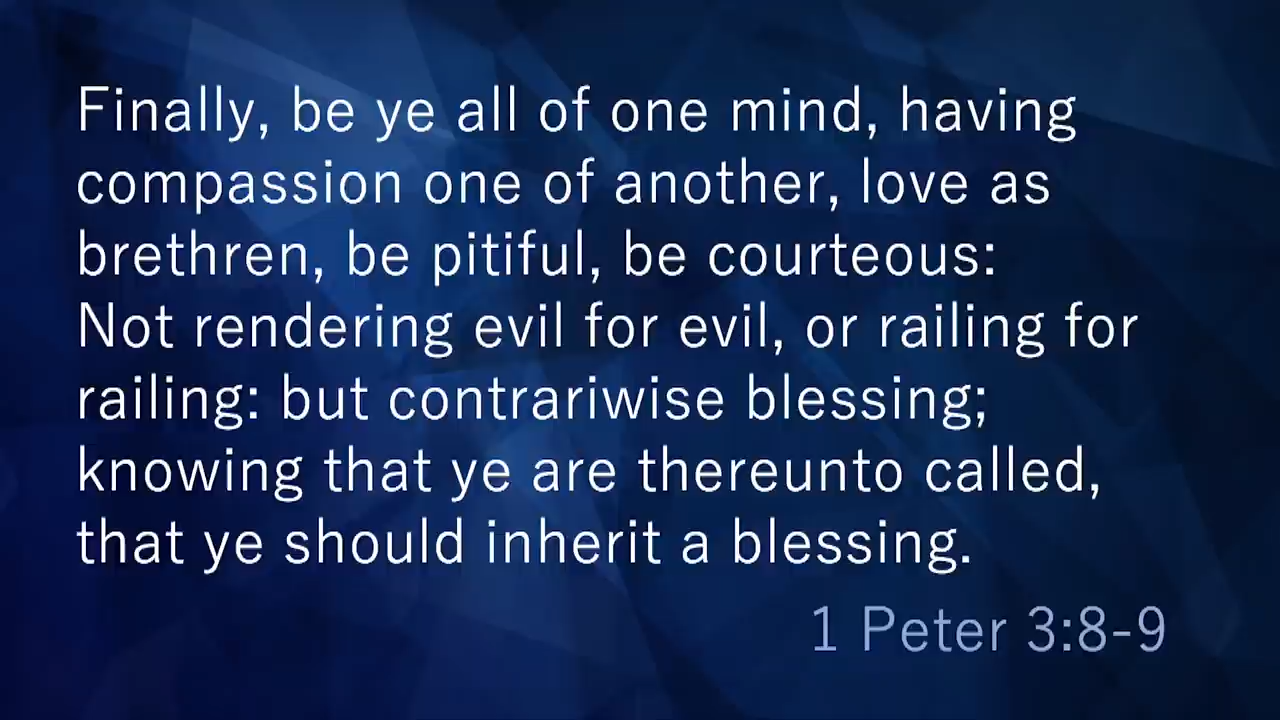 Finally, be ye all of one mind, having
compassion one of another, love as
brethren, be pitiful, be courteous:
Not rendering evil for evil, or railing for
railing: but contrariwise blessing;
knowing that ye are thereunto called,
that ye should inherit a blessing.
1 Peter 3:8-9